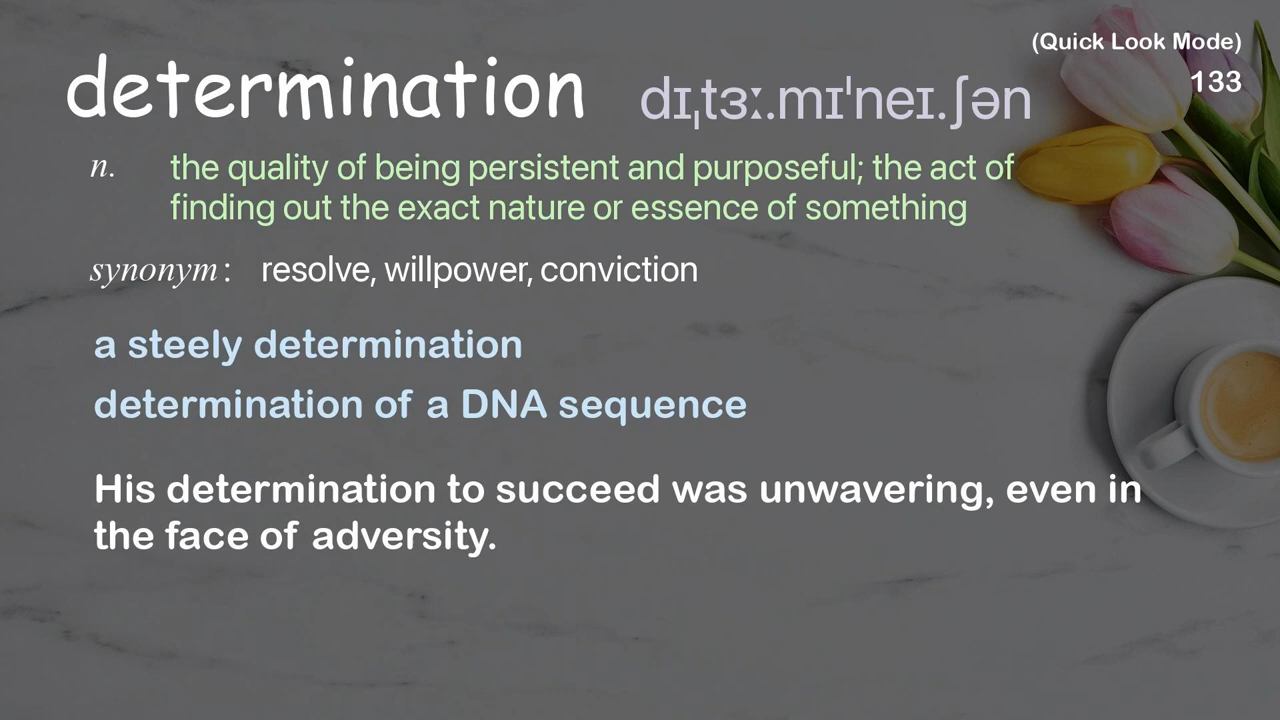 (Quick Look Mode)
133
determination dɪˌtɜː.mɪˈneɪ.ʃən
n. the quality of being persistent and purposeful; the act of
finding out the exact nature or essence of something
synonym: resolve, willpower, conviction
a steely determination
determination of a DNA sequence
His determination to succeed was unwavering, even in
the face of adversity.